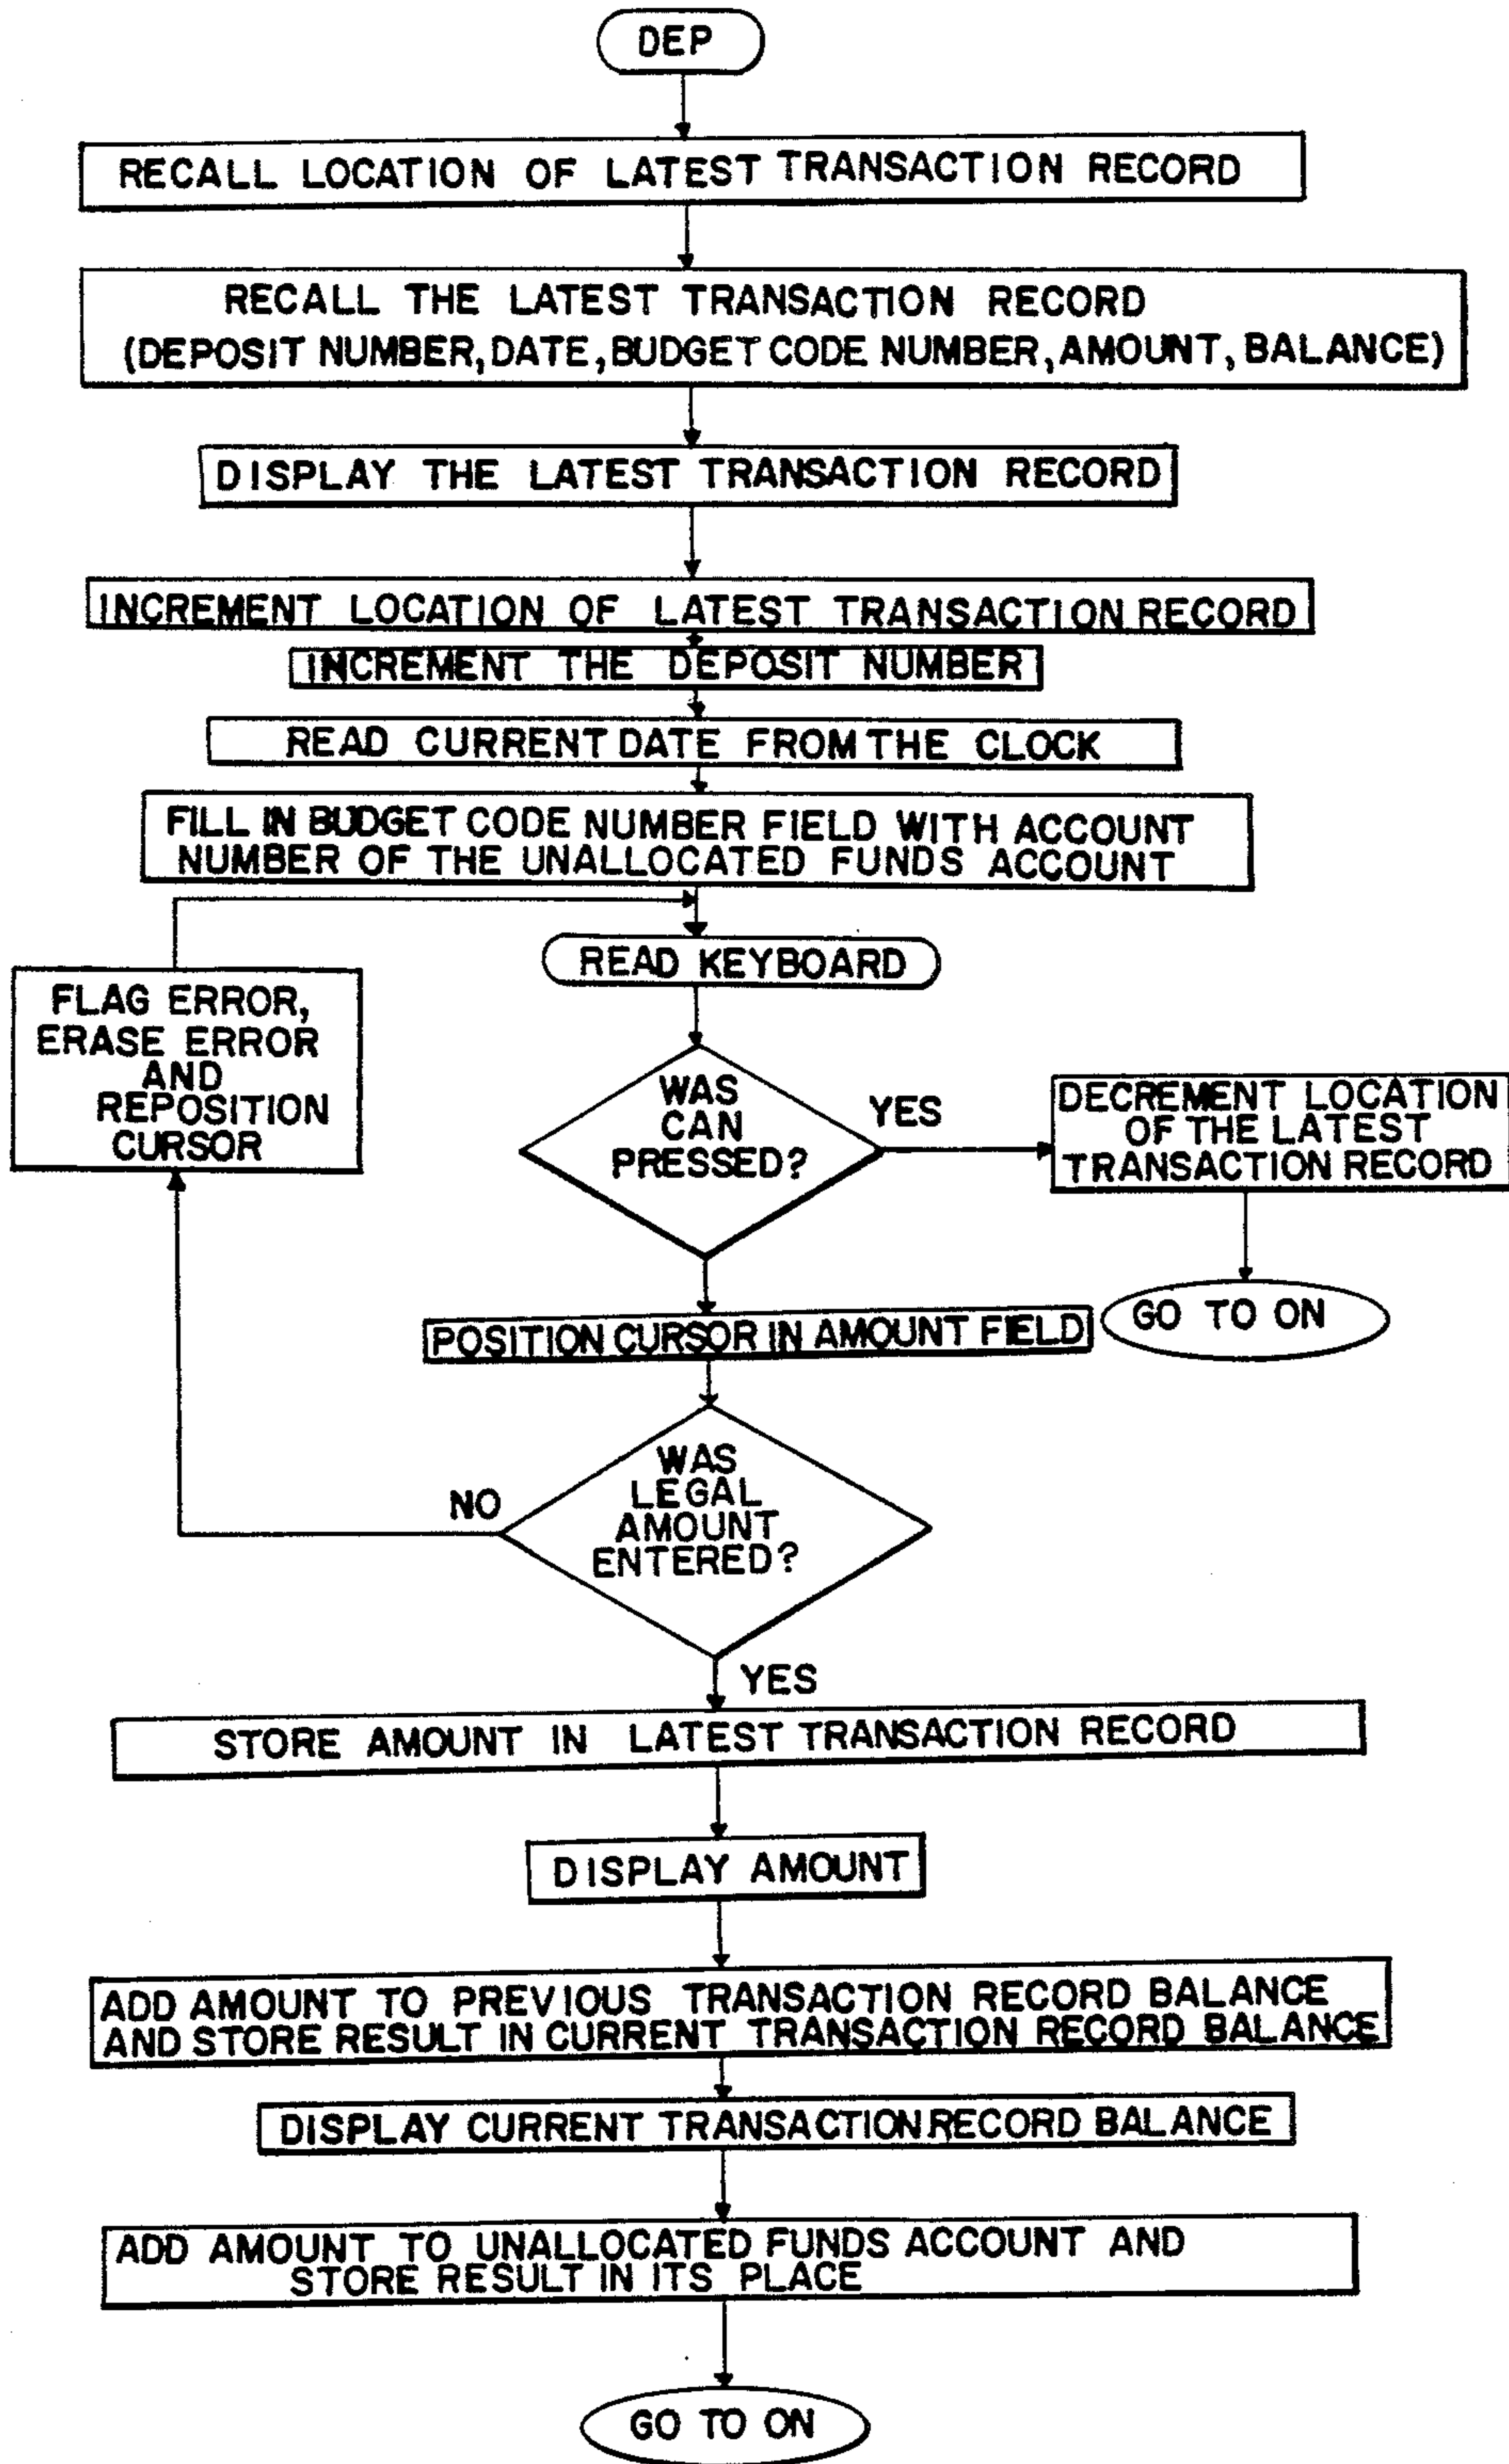 DEP
RECALL LOCATION OF LATEST TRANSACTION RECORD
RECALL THE LATEST TRANSACTION RECORD
(DEPOSIT NUMBER, DATE, BUDGET CODE NUMBER, AMOUNT, BALANCE)
DISPLAY THE LATEST TRANSACTION RECORD
INCREMENT LOCATION OF LATEST TRANSACTION RECORD
INCREMENT THE DEPOSIT NUMBER
READ CURRENT DATE FROM THE CLOCK
FILL IN BUDGET CODE NUMBER FIELD WITH ACCOUNT
NUMBER OF THE UNALLOCATED FUNDS ACCOUNT
READ KEYBOARD
FLAG ERROR,
ERASE ERROR
AND
REPOSITION
CURSOR
WAS
CAN
PRESSED?
YES
DECREMENT LOCATION
OF THE LATEST
TRANSACTION RECORD
GO TO ON
POSITION CURSOR IN AMOUNT FIELD
WAS
LEGAL
AMOUNT
ENTERED?
NO
YES
STORE AMOUNT IN LATEST TRANSACTION RECORD
DISPLAY AMOUNT
ADD AMOUNT TO PREVIOUS TRANSACTION RECORD BALANCE
AND STORE RESULT IN CURRENT TRANSACTION RECORD BALANCE
DISPLAY CURRENT TRANSACTION RECORD BALANCE
ADD AMOUNT TO UNALLOCATED FUNDS ACCOUNT AND
STORE RESULT IN ITS PLACE
GO TO ON